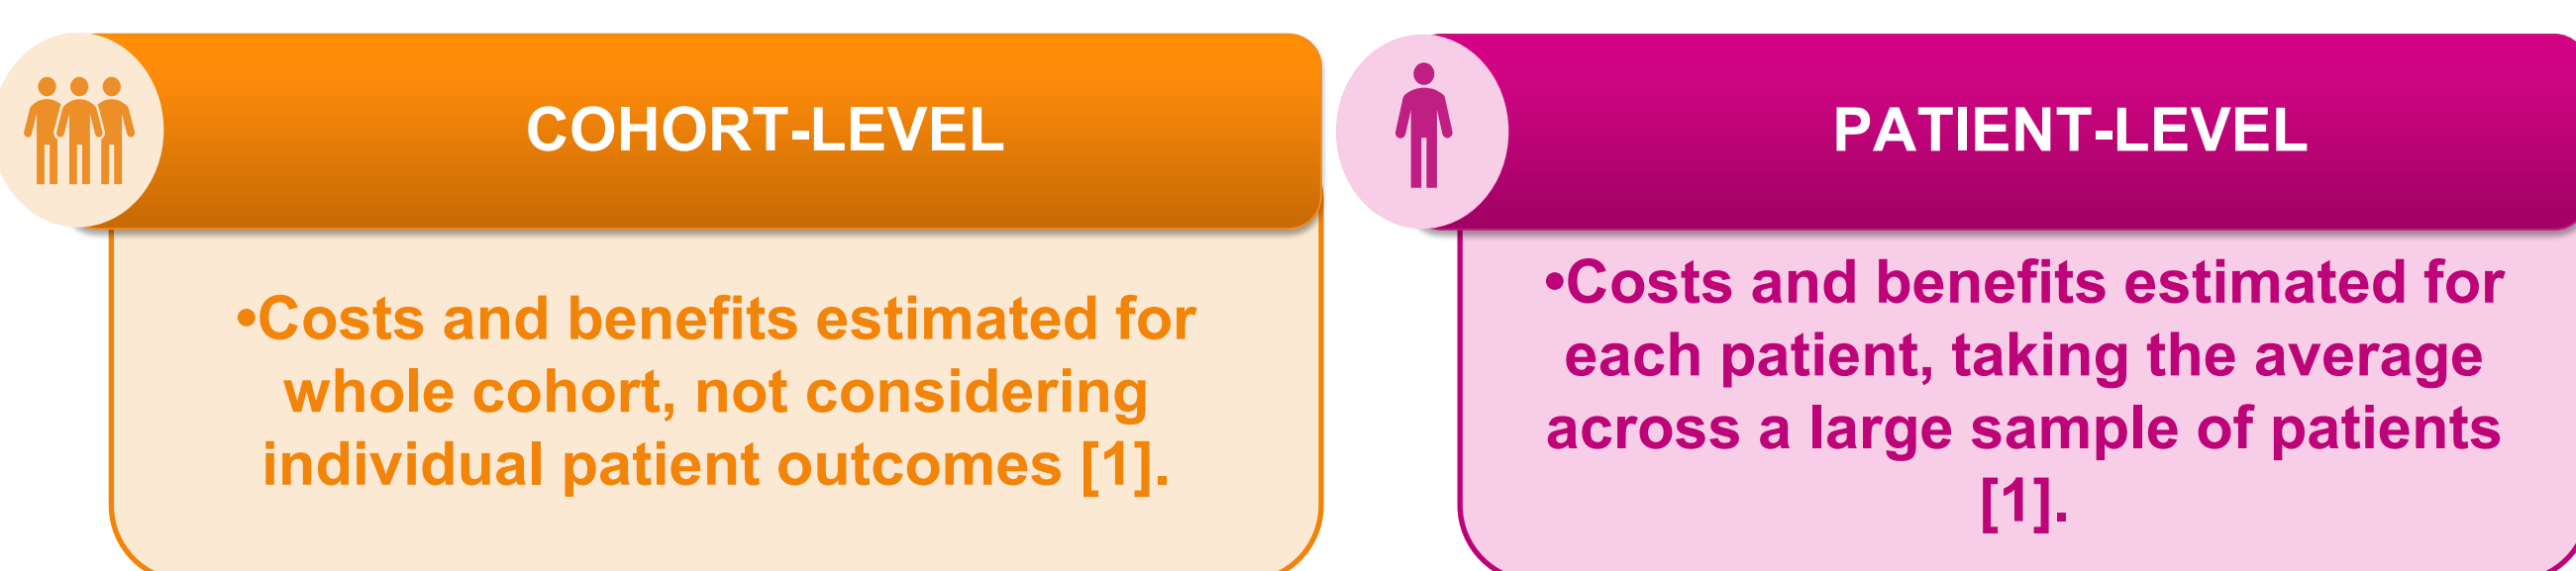 COHORT-LEVEL
•Costs and benefits estimated for
whole cohort, not considering
individual patient outcomes [1].
PATIENT-LEVEL
•Costs and benefits estimated for
each patient, taking the average
across a large sample of patients
[1].